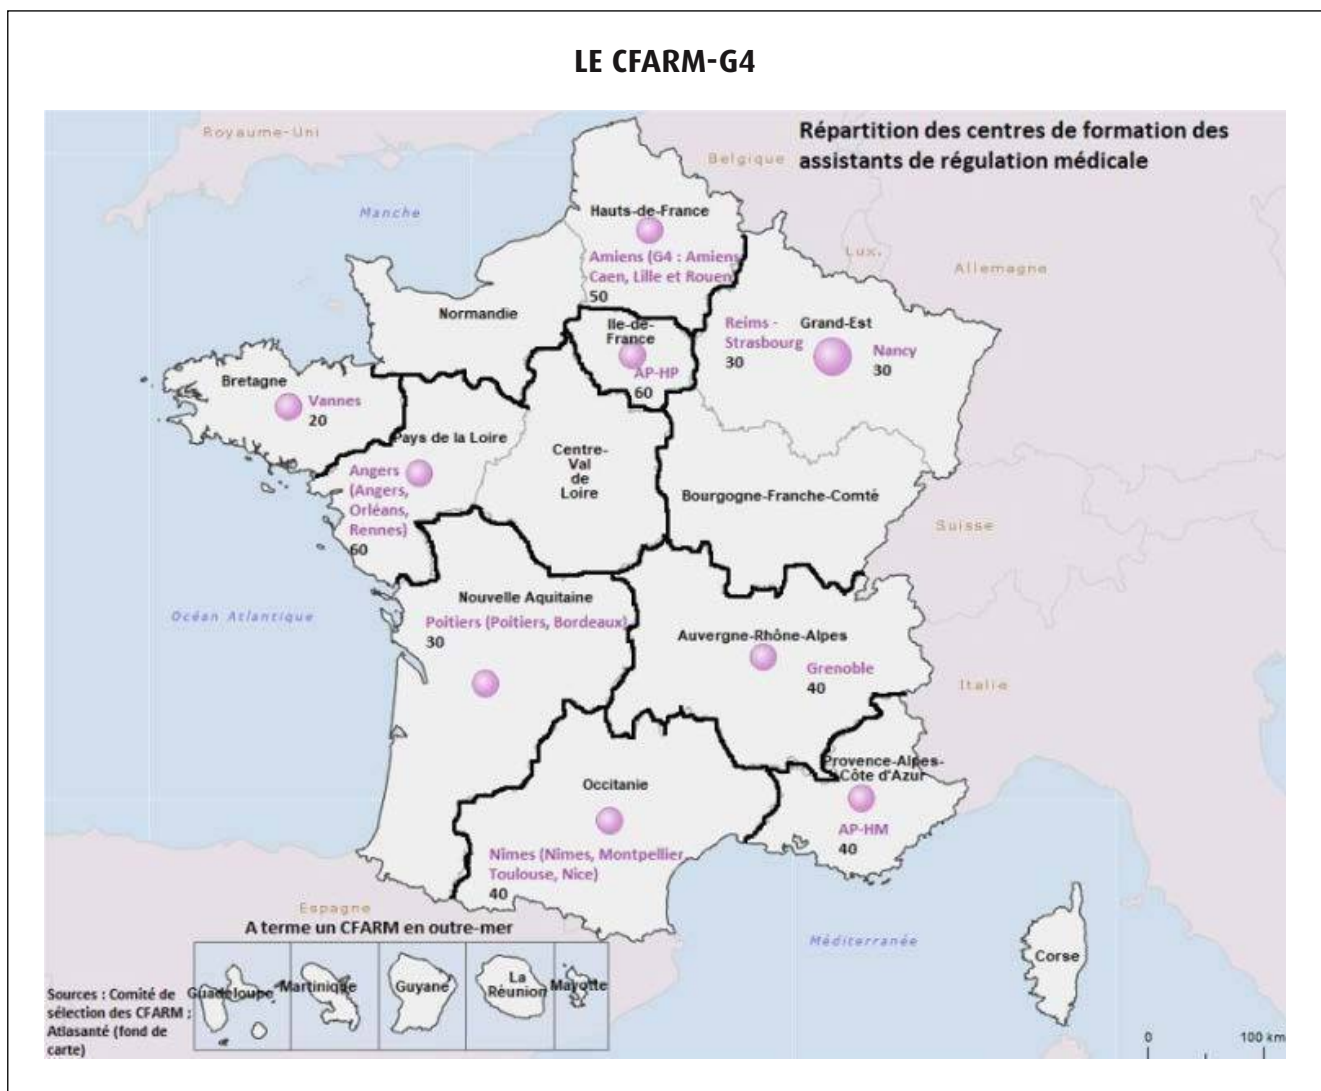 LE CFARM-G4
Répartition des centres de formation des
assistants de régulation médicale
Royaume-Uni
Belgique
Manche
Hauts-de-France
Amiens (G4 : Amiens
Caen, Lille et Rouen
50
Lux.
Allemagne
Normandie
Ile-de-
France
AP-HP
60
Reims -
Strasbourg
30
Grand-Est
Nancy
30
Bretagne
Vannes
20
Pays de la Loire
Angers
(Angers,
Orléans,
Rennes)
60
Centre-
Val
de
Loire
Bourgogne-Franche-Comté
Suisse
Océan Atlantique
Nouvelle Aquitaine
Poitiers (Poitiers, Bordeaux)
30
Auvergne-Rhône-Alpes
Grenoble
40
Italie
Provence-Alpes-
Côte d'Azur
AP-HM
40
Occitanie
Nîmes (Nîmes, Montpellier
Toulouse, Nice)
40
Espagne
Méditerranée
Corse
A terme un CFARM en outre-mer
Guadeloupe
Martinique
Guyane
La
Réunion
Mayotte
Sources : Comité de
sélection des CFARM ;
Atlasanté (fond de
carte)
0
100 km